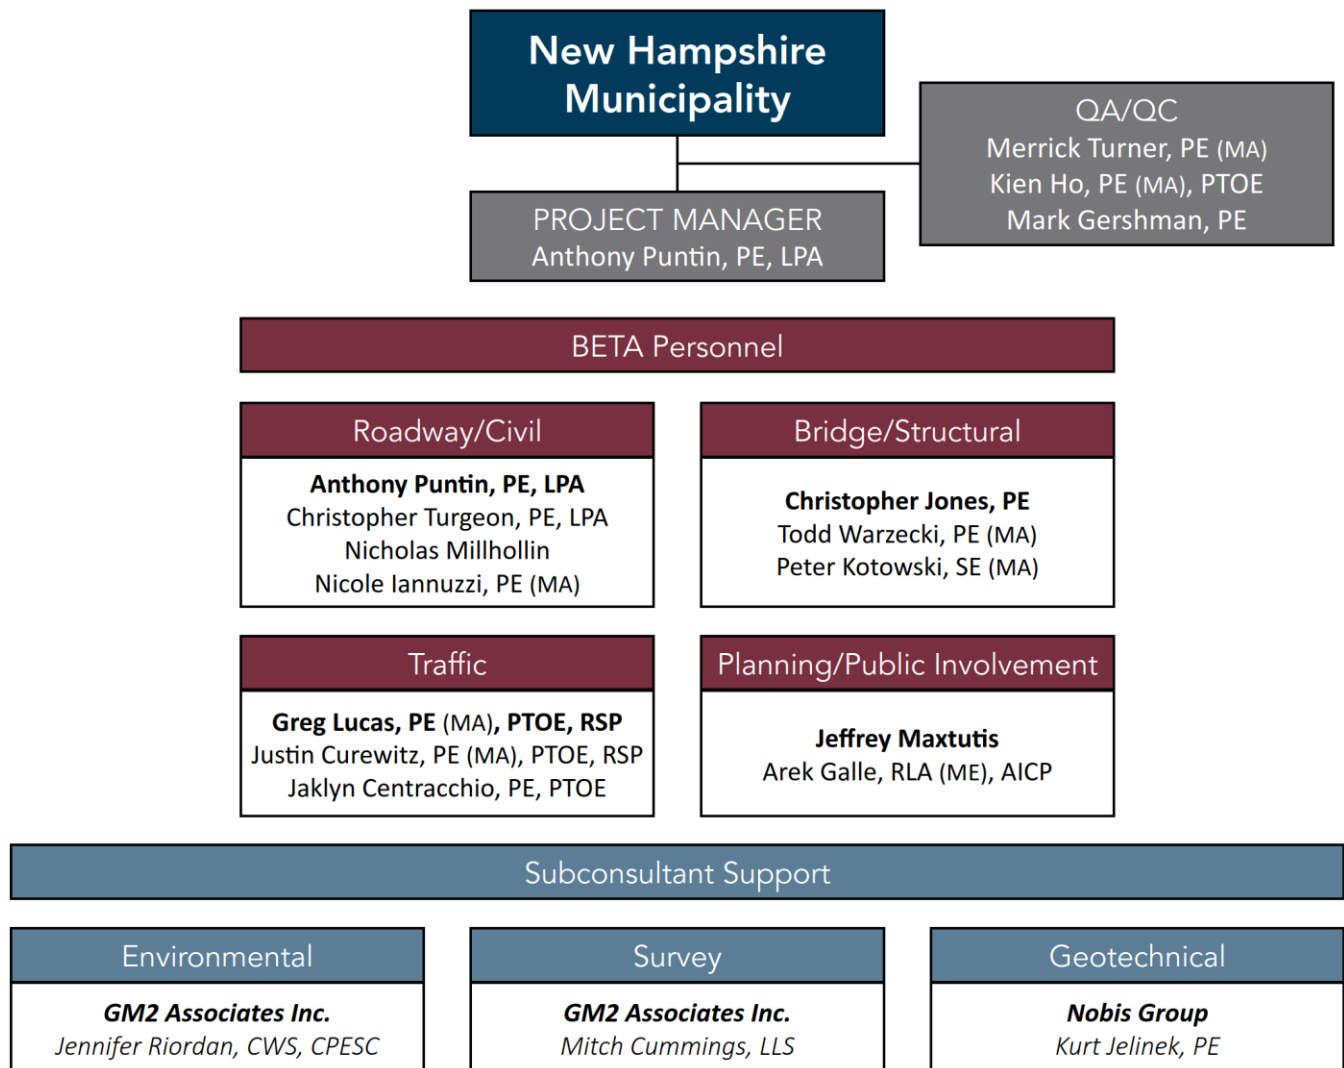 New Hampshire
Municipality
QA/QC
Merrick Turner, PE (MA)
Kien Ho, PE (MA), PTOE
Mark Gershman, PE
PROJECT MANAGER
Anthony Puntin, PE, LPA
BETA Personnel
Roadway/Civil
Anthony Puntin, PE, LPA
Christopher Turgeon, PE, LPA
Nicholas Millhollin
Nicole Iannuzzi, PE (MA)
Bridge/Structural
Christopher Jones, PE
Todd Warzecki, PE (MA)
Peter Kotowski, SE (MA)
Traffic
Greg Lucas, PE (MA), PTOE, RSP
Justin Curewitz, PE (MA), PTOE, RSP
Jaklyn Centracchio, PE, PTOE
Planning/Public Involvement
Jeffrey Maxtutis
Arek Galle, RLA (ME), AICP
Subconsultant Support
Environmental
GM2 Associates Inc.
Jennifer Riordan, CWS, CPESC
Survey
GM2 Associates Inc.
Mitch Cummings, LLS
Geotechnical
Nobis Group
Kurt Jelinek, PE